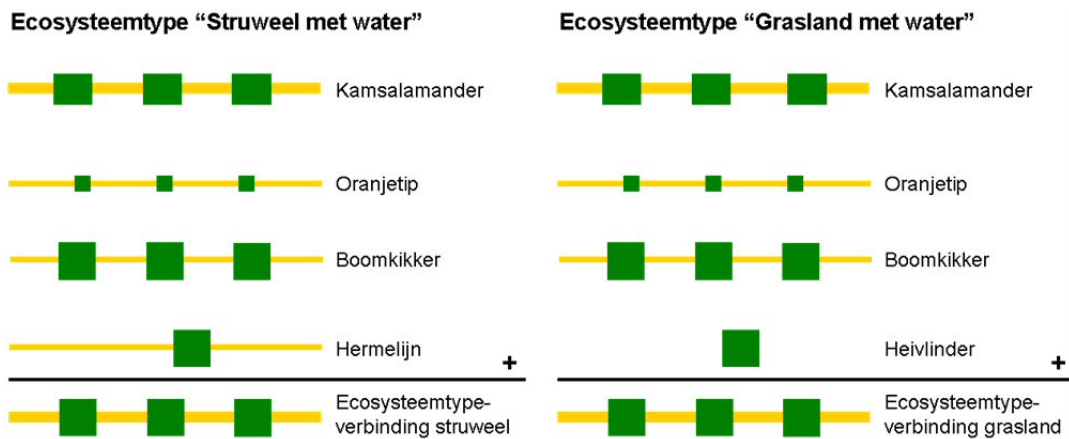 Ecosysteemtype “Struweel met water”
Kamsalamander
Oranjetip
Boomkikker
Hermelijn
+
Ecosysteemtype-
verbinding struweel
Ecosysteemtype “Grasland met water”
Kamsalamander
Oranjetip
Boomkikker
Heivlinder
+
Ecosysteemtype-
verbinding grasland